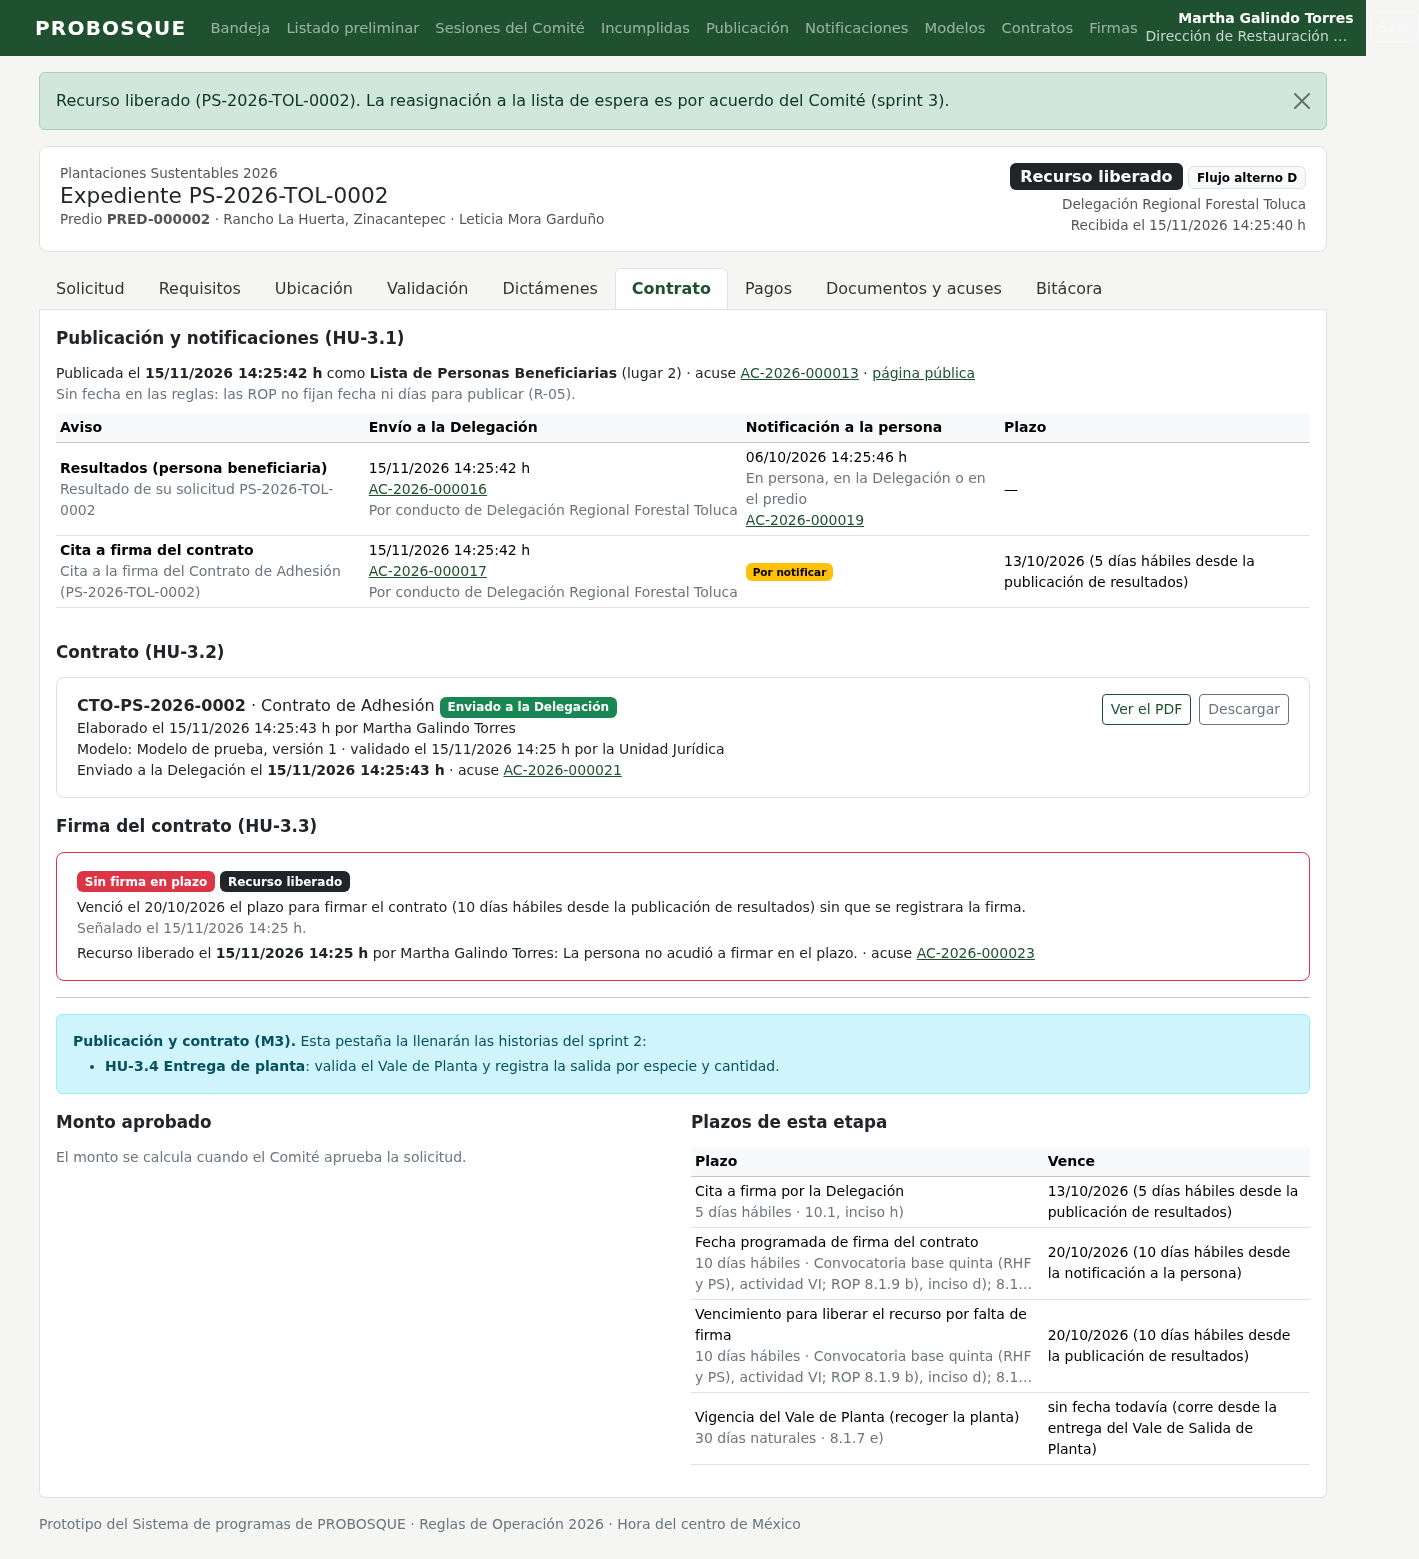 PROBOSQUE Bandeja Listado preliminar Sesiones del Comité Incumplidas Publicación Notificaciones Modelos Contratos Firmas Martha Galindo Torres
Dirección de Restauración …
Recurso liberado (PS-2026-TOL-0002). La reasignación a la lista de espera es por acuerdo del Comité (sprint 3).
Plantaciones Sustentables 2026
Expediente PS-2026-TOL-0002
Predio PRED-000002 · Rancho La Huerta, Zinacantepec · Leticia Mora Garduño
Recurso liberado Flujo alterno D
Delegación Regional Forestal Toluca
Recibida el 15/11/2026 14:25:40 h
Solicitud Requisitos Ubicación Validación Dictámenes Contrato Pagos Documentos y acuses Bitácora
Publicación y notificaciones (HU-3.1)
Publicada el 15/11/2026 14:25:42 h como Lista de Personas Beneficiarias (lugar 2) · acuse AC-2026-000013 · página pública
Sin fecha en las reglas: las ROP no fijan fecha ni días para publicar (R-05).
Aviso Envío a la Delegación Notificación a la persona Plazo
Resultados (persona beneficiaria)
Resultado de su solicitud PS-2026-TOL-
0002
15/11/2026 14:25:42 h
AC-2026-000016
Por conducto de Delegación Regional Forestal Toluca
06/10/2026 14:25:46 h
En persona, en la Delegación o en
el predio
AC-2026-000019
—
Cita a firma del contrato
Cita a la firma del Contrato de Adhesión
(PS-2026-TOL-0002)
15/11/2026 14:25:42 h
AC-2026-000017
Por conducto de Delegación Regional Forestal Toluca
Por notificar
13/10/2026 (5 días hábiles desde la
publicación de resultados)
Contrato (HU-3.2)
CTO-PS-2026-0002 · Contrato de Adhesión Enviado a la Delegación
Elaborado el 15/11/2026 14:25:43 h por Martha Galindo Torres
Modelo: Modelo de prueba, versión 1 · validado el 15/11/2026 14:25 h por la Unidad Jurídica
Enviado a la Delegación el 15/11/2026 14:25:43 h · acuse AC-2026-000021
Ver el PDF Descargar
Firma del contrato (HU-3.3)
Sin firma en plazo Recurso liberado
Venció el 20/10/2026 el plazo para firmar el contrato (10 días hábiles desde la publicación de resultados) sin que se registrara la firma.
Señalado el 15/11/2026 14:25 h.
Recurso liberado el 15/11/2026 14:25 h por Martha Galindo Torres: La persona no acudió a firmar en el plazo. · acuse AC-2026-000023
Publicación y contrato (M3). Esta pestaña la llenarán las historias del sprint 2:
• HU-3.4 Entrega de planta: valida el Vale de Planta y registra la salida por especie y cantidad.
Monto aprobado
El monto se calcula cuando el Comité aprueba la solicitud.
Plazos de esta etapa
Plazo Vence
Cita a firma por la Delegación
5 días hábiles · 10.1, inciso h)
13/10/2026 (5 días hábiles desde la
publicación de resultados)
Fecha programada de firma del contrato
10 días hábiles · Convocatoria base quinta (RHF
y PS), actividad VI; ROP 8.1.9 b), inciso d); 8.1…
20/10/2026 (10 días hábiles desde
la notificación a la persona)
Vencimiento para liberar el recurso por falta de
firma
10 días hábiles · Convocatoria base quinta (RHF
y PS), actividad VI; ROP 8.1.9 b), inciso d); 8.1…
20/10/2026 (10 días hábiles desde
la publicación de resultados)
Vigencia del Vale de Planta (recoger la planta)
30 días naturales · 8.1.7 e)
sin fecha todavía (corre desde la
entrega del Vale de Salida de
Planta)
Prototipo del Sistema de programas de PROBOSQUE · Reglas de Operación 2026 · Hora del centro de México